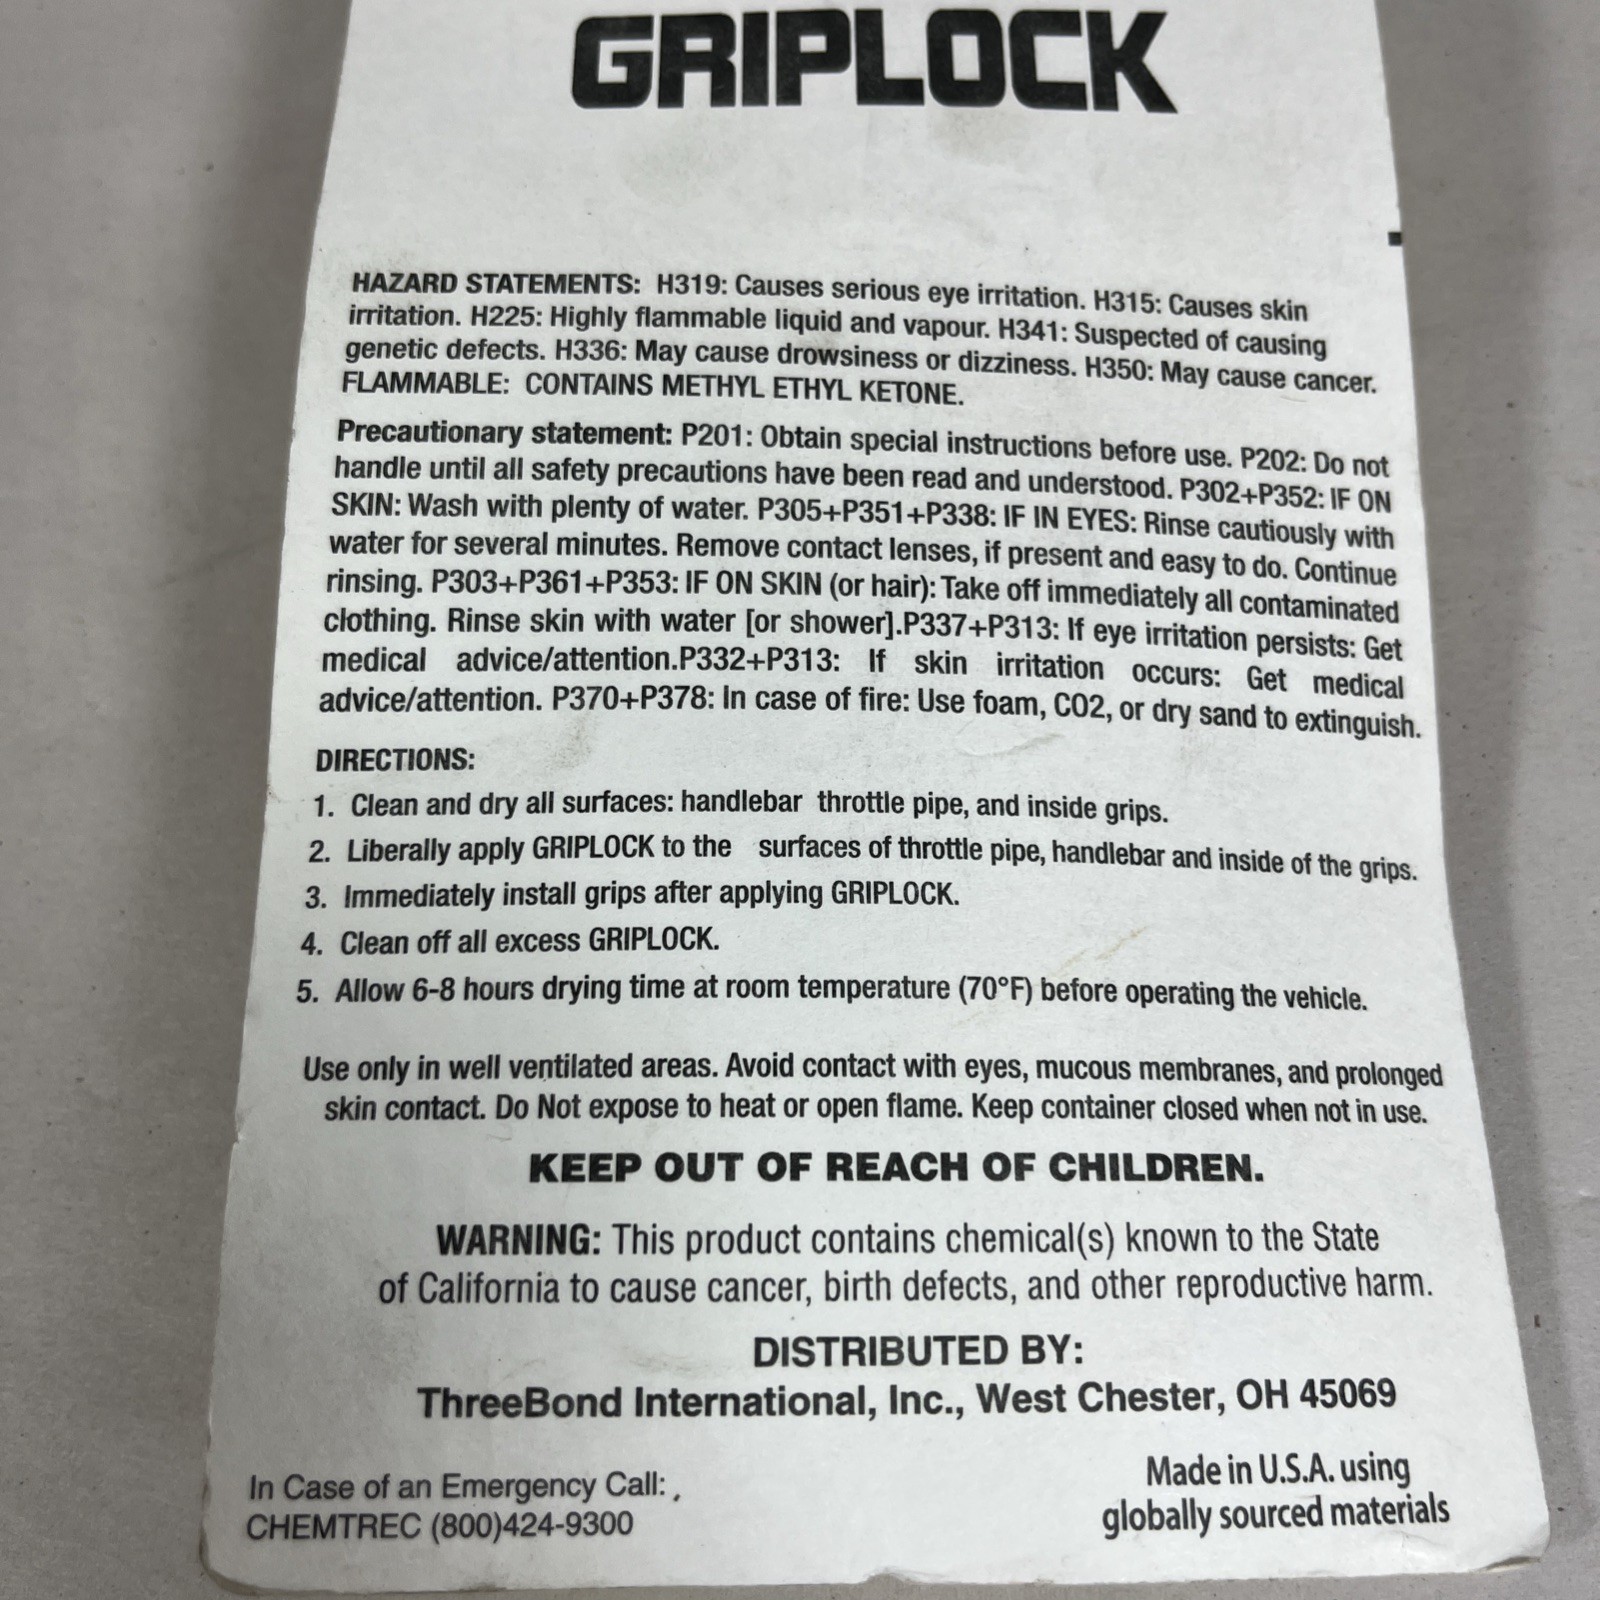 GRIPLOCK
HAZARD STATEMENTS: H319: Causes serious eye irritation. H315: Causes skin
irritation. H225: Highly flammable liquid and vapour. H341: Suspected of causing
genetic defects. H336: May cause drowsiness or dizziness. H350: May cause cancer.
FLAMMABLE: CONTAINS METHYL ETHYL KETONE.
Precautionary statement: P201: Obtain special instructions before use. P202: Do not
handle until all safety precautions have been read and understood. P302+P352: IF ON
SKIN: Wash with plenty of water. P305+P351+P338: IF IN EYES: Rinse cautiously with
water for several minutes. Remove contact lenses, if present and easy to do. Continue
rinsing. P303+P361+P353: IF ON SKIN (or hair): Take off immediately all contaminated
clothing. Rinse skin with water [or shower].P337+P313: If eye irritation persists: Get
medical advice/attention.P332+P313: If skin irritation occurs: Get medical
advice/attention. P370+P378: In case of fire: Use foam, CO2, or dry sand to extinguish.
DIRECTIONS:
1. Clean and dry all surfaces: handlebar throttle pipe, and inside grips.
2. Liberally apply GRIPLOCK to the surfaces of throttle pipe, handlebar and inside of the grips.
3. Immediately install grips after applying GRIPLOCK.
4. Clean off all excess GRIPLOCK.
5. Allow 6-8 hours drying time at room temperature (70°F) before operating the vehicle.
Use only in well ventilated areas. Avoid contact with eyes, mucous membranes, and prolonged
skin contact. Do Not expose to heat or open flame. Keep container closed when not in use.
KEEP OUT OF REACH OF CHILDREN.
WARNING: This product contains chemical(s) known to the State
of California to cause cancer, birth defects, and other reproductive harm.
DISTRIBUTED BY:
ThreeBond International, Inc., West Chester, OH 45069
In Case of an Emergency Call:
CHEMTREC (800)424-9300
Made in U.S.A. using
globally sourced materials